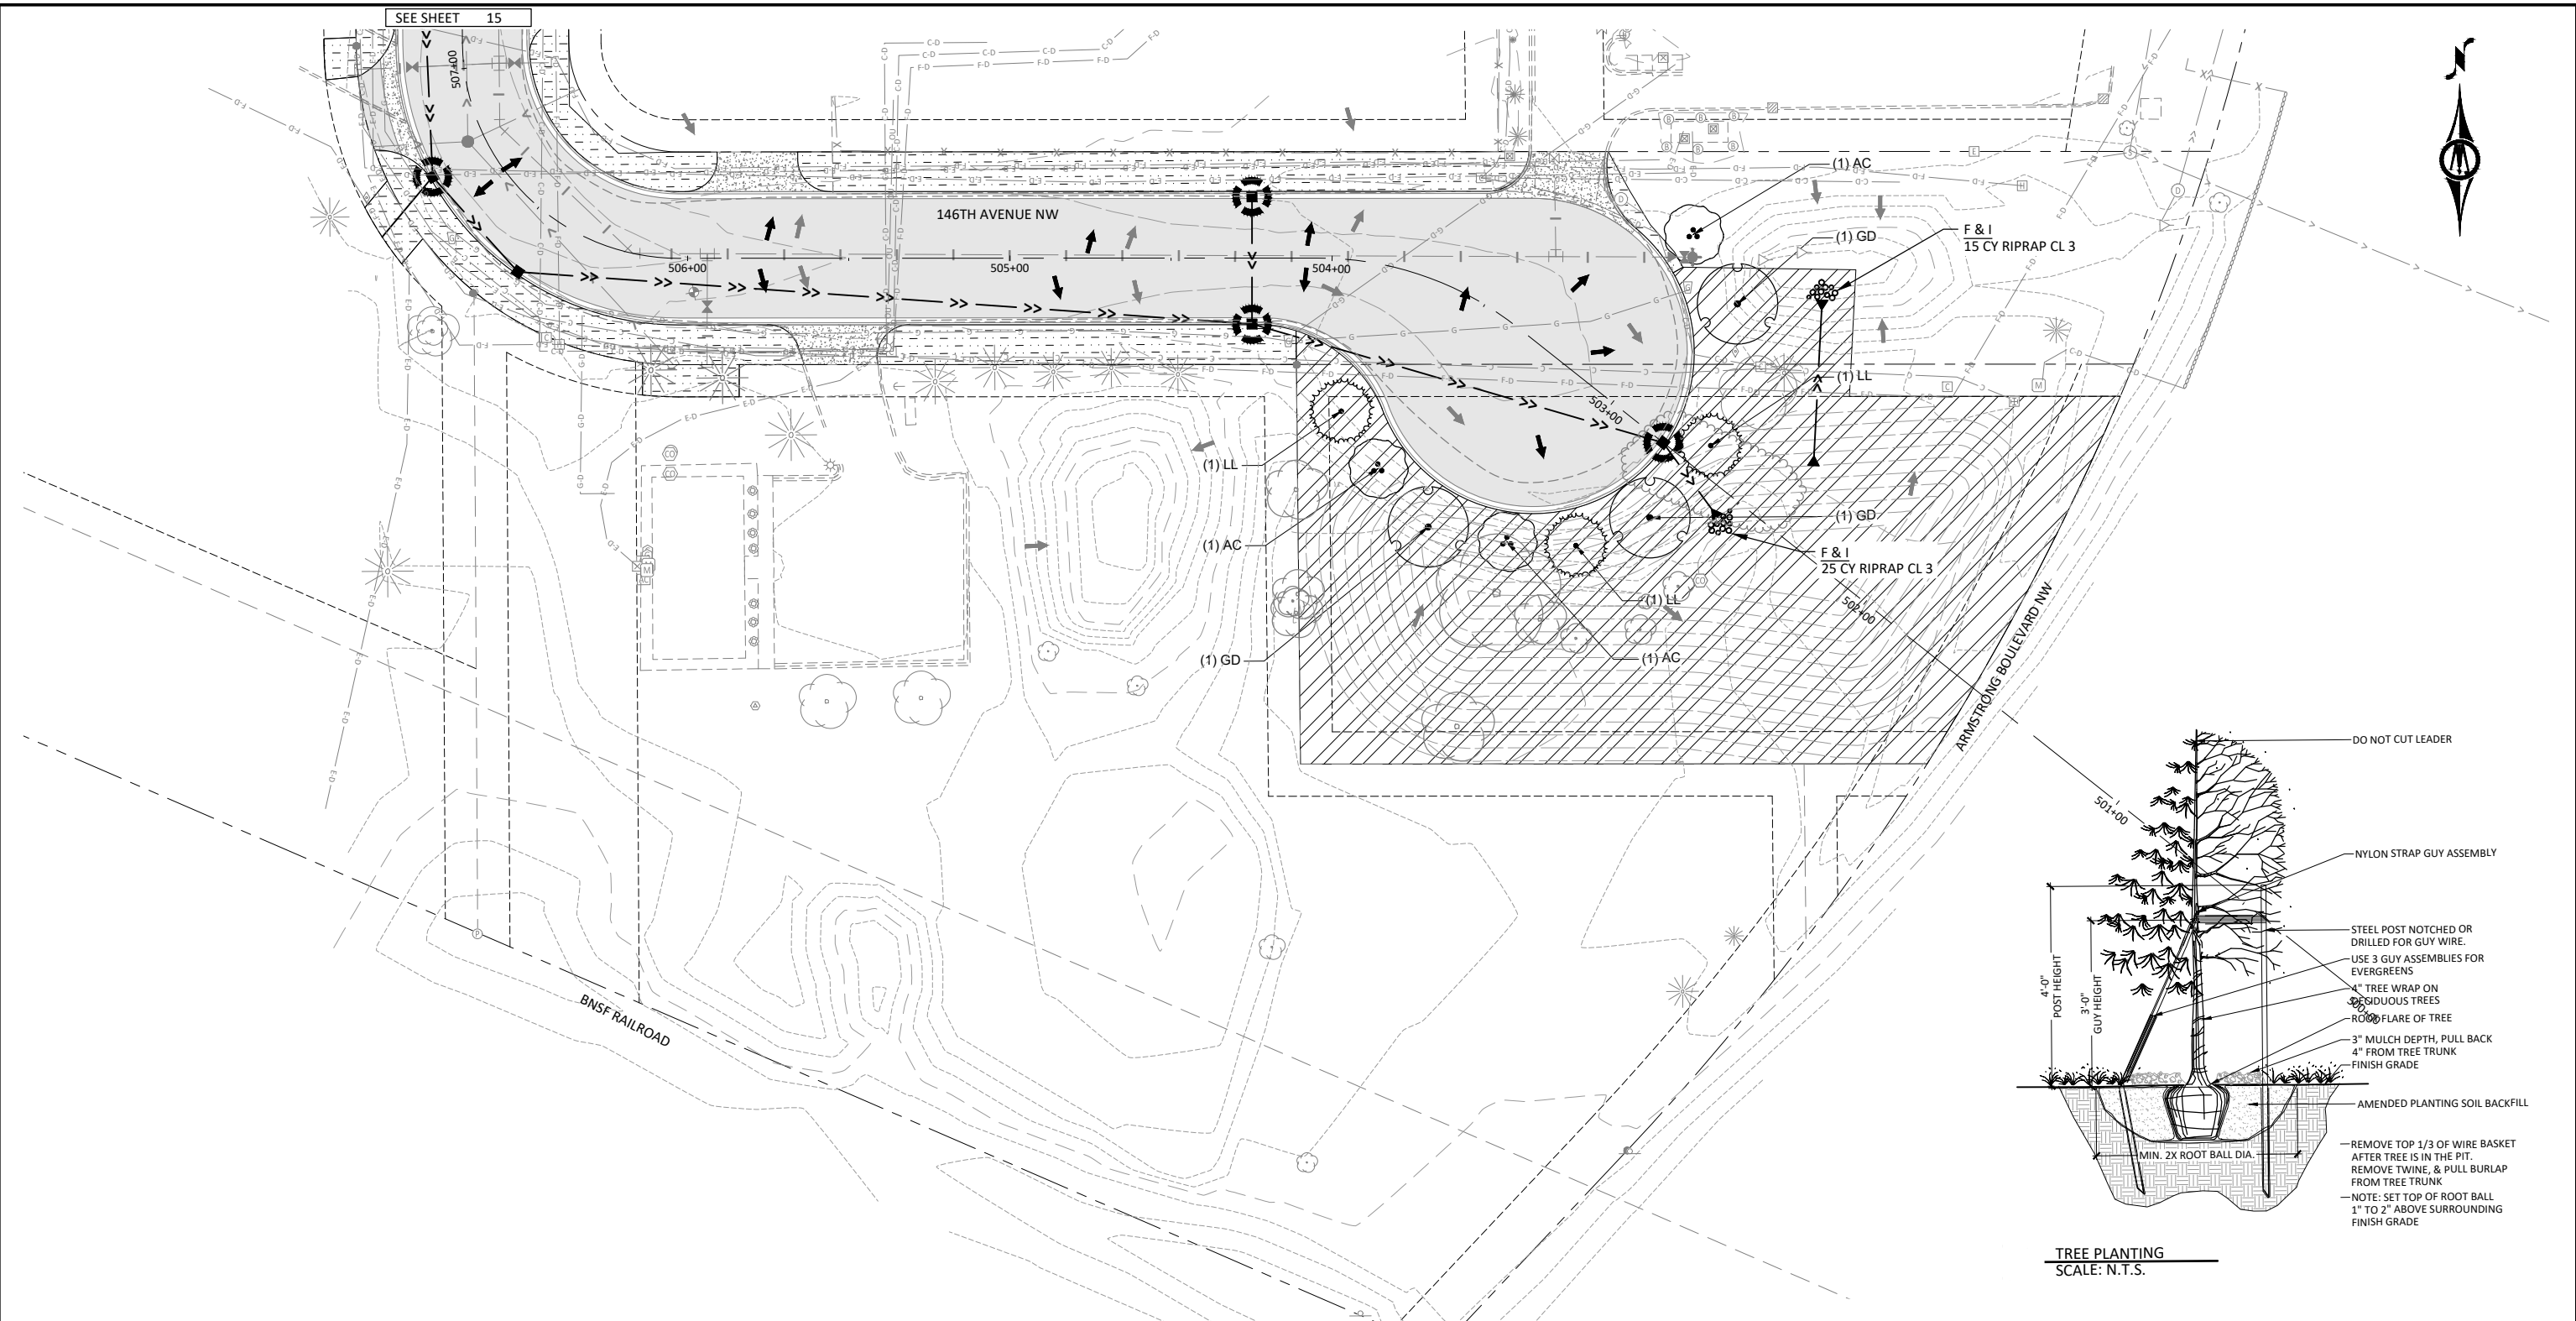 SEE SHEET 15
507+00
N
146TH AVENUE NW
506+00
505+00
504+00
503+00
502+00
501+00
500+00
(1) AC
(1) GD
F & I
15 CY RIPRAP CL 3
(1) LL
(1) LL
(1) AC
(1) GD
F & I
25 CY RIPRAP CL 3
(1) LL
(1) GD
(1) AC
ARMSTRONG BOULEVARD NW
BNSF RAILROAD
DO NOT CUT LEADER
NYLON STRAP GUY ASSEMBLY
STEEL POST NOTCHED OR
DRILLED FOR GUY WIRE.
USE 3 GUY ASSEMBLIES FOR
EVERGREENS
4" TREE WRAP ON
DECIDUOUS TREES
ROOT FLARE OF TREE
3" MULCH DEPTH, PULL BACK
4" FROM TREE TRUNK
FINISH GRADE
4'-0"
POST HEIGHT
3'-0"
GUY HEIGHT
AMENDED PLANTING SOIL BACKFILL
MIN. 2X ROOT BALL DIA.
REMOVE TOP 1/3 OF WIRE BASKET
AFTER TREE IS IN THE PIT.
REMOVE TWINE, & PULL BURLAP
FROM TREE TRUNK
NOTE: SET TOP OF ROOT BALL
1" TO 2" ABOVE SURROUNDING
FINISH GRADE
TREE PLANTING
SCALE: N.T.S.